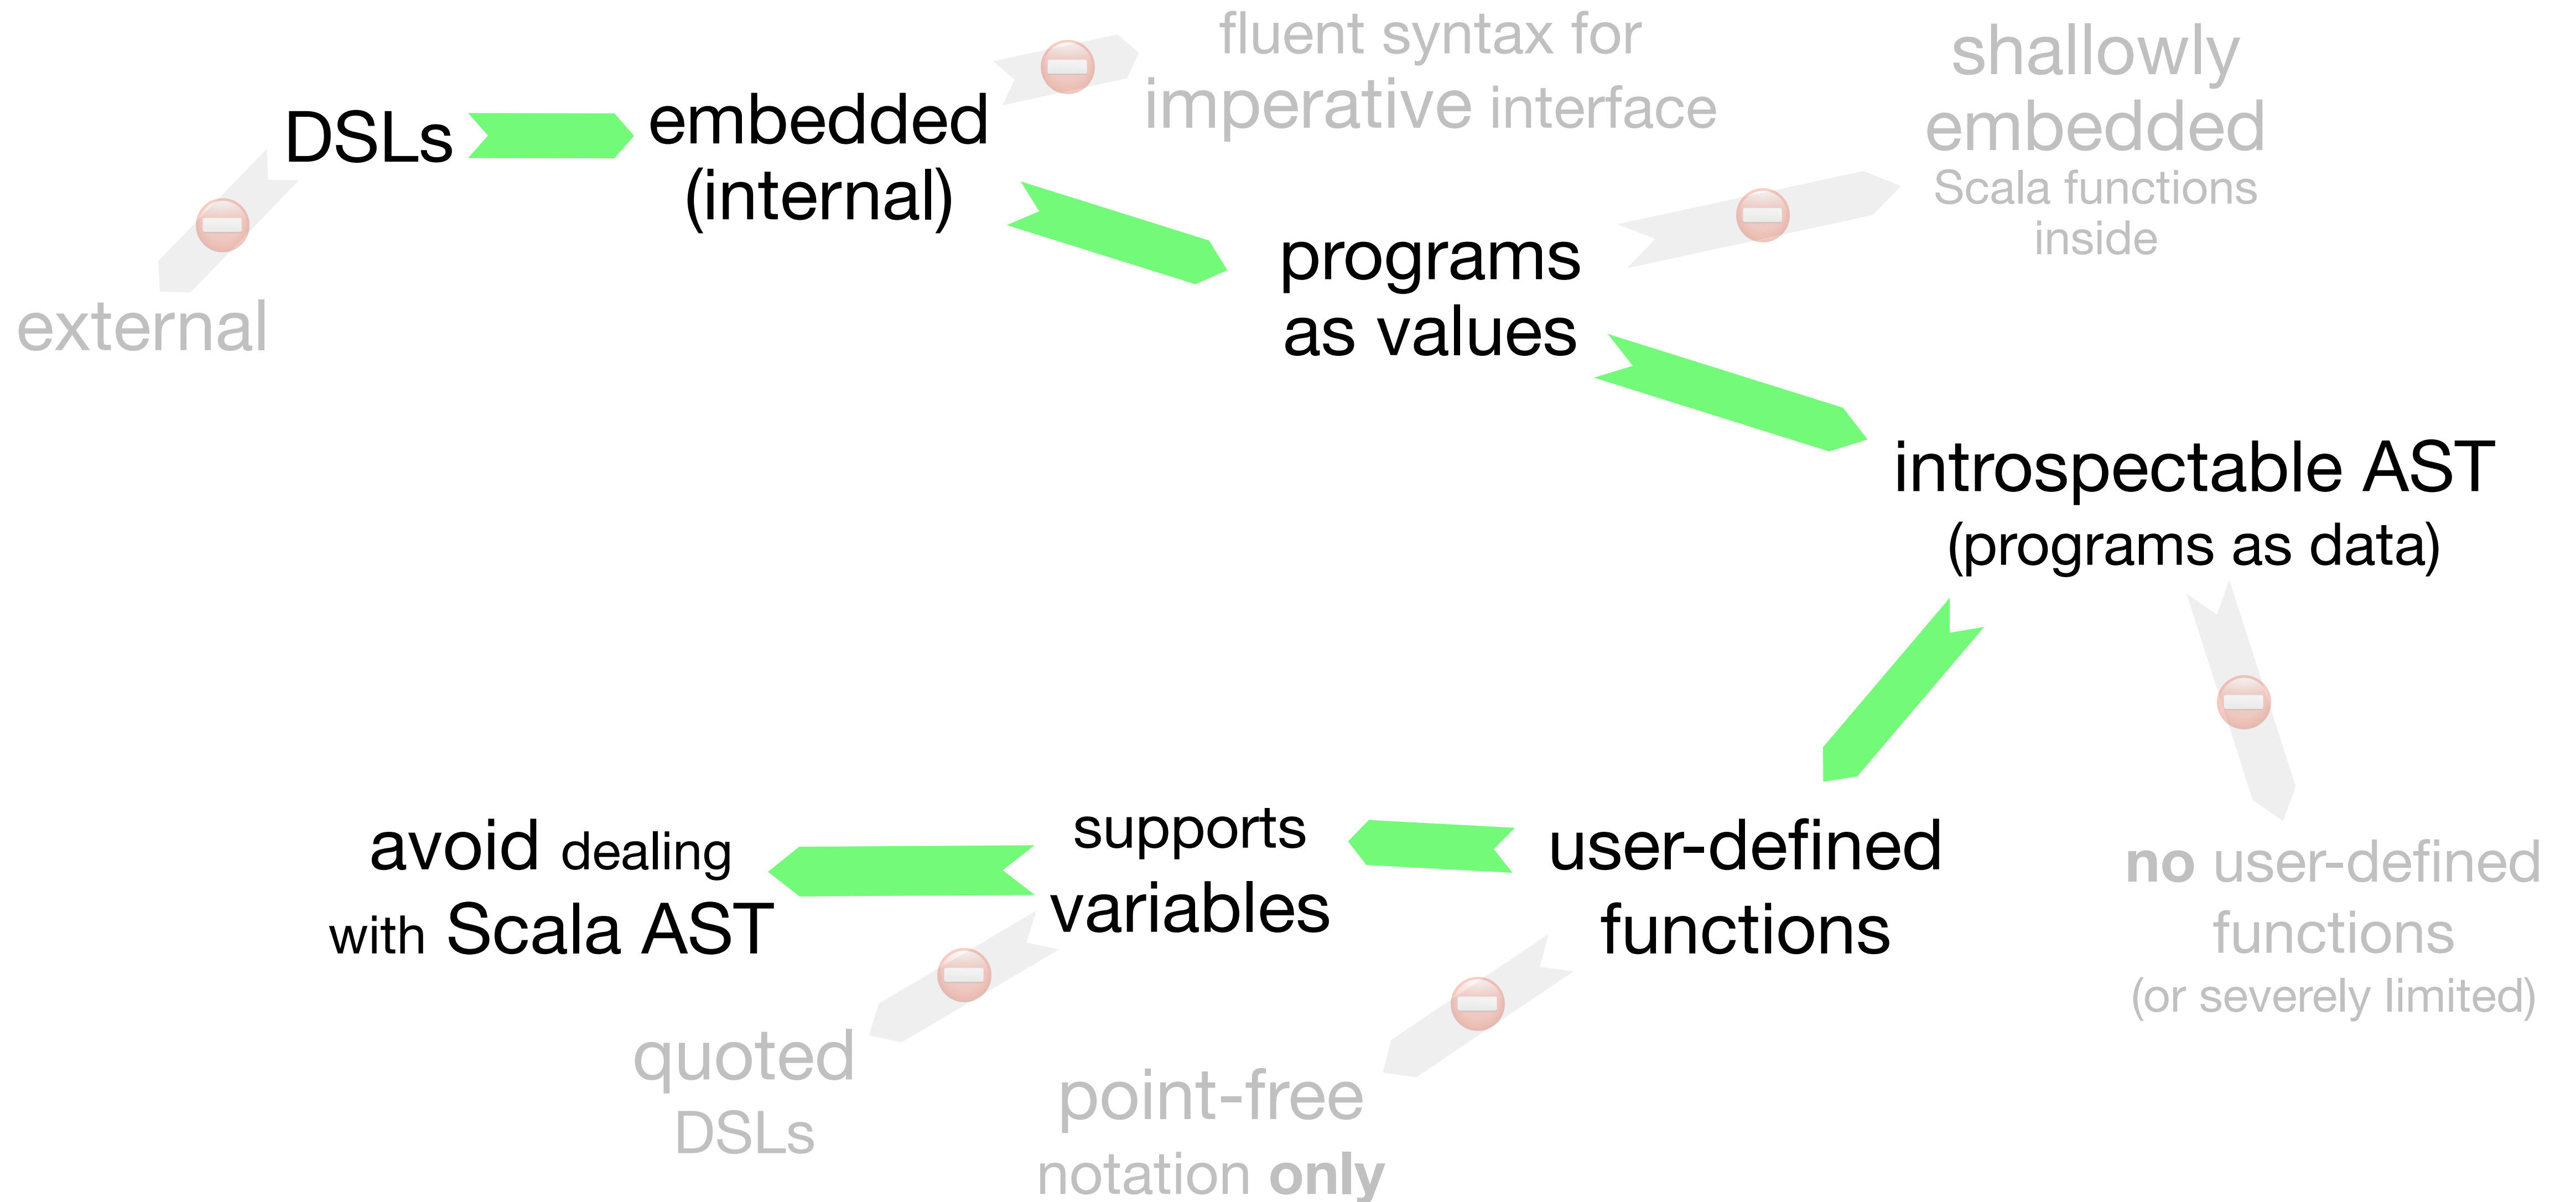 DSLs
embedded
(internal)
fluent syntax for
imperative interface
shallowly
embedded
Scala functions
inside
external
programs
as values
introspectable AST
(programs as data)
user-defined
functions
no user-defined
functions
(or severely limited)
supports
variables
avoid dealing
with Scala AST
quoted
DSLs
point-free
notation only